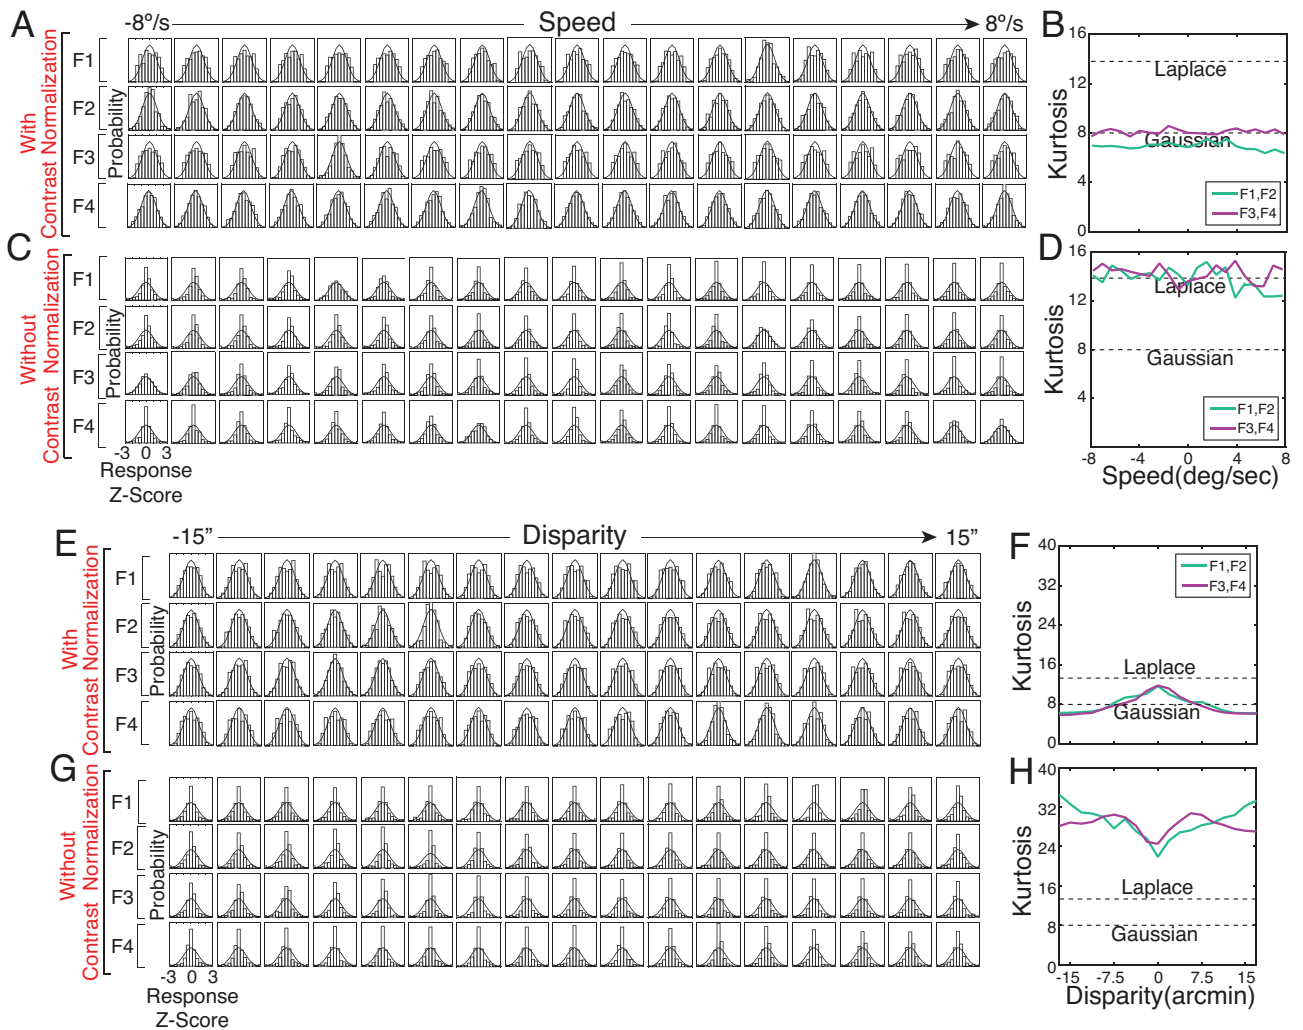 A
-8º/s
Speed
8º/s
With
Contrast Normalization
F1
F2
F3
F4
Probability
B
Kurtosis
16
12
8
4
0
Laplace
Gaussian
F1,F2
F3,F4
C
Without
Contrast Normalization
F1
F2
F3
F4
Probability
-3 0 3
Response
Z-Score
D
Kurtosis
16
12
8
4
Laplace
Gaussian
F1,F2
F3,F4
-8 -4 0 4 8
Speed(deg/sec)
E
-15”
Disparity
15”
With
Contrast Normalization
F1
F2
F3
F4
Probability
F
Kurtosis
40
32
24
16
8
0
F1,F2
F3,F4
Laplace
Gaussian
G
Without
Contrast Normalization
F1
F2
F3
F4
Probability
-3 0 3
Response
Z-Score
H
Kurtosis
40
32
24
16
8
0
Laplace
Gaussian
-15 -7.5 0 7.5 15
Disparity(arcmin)